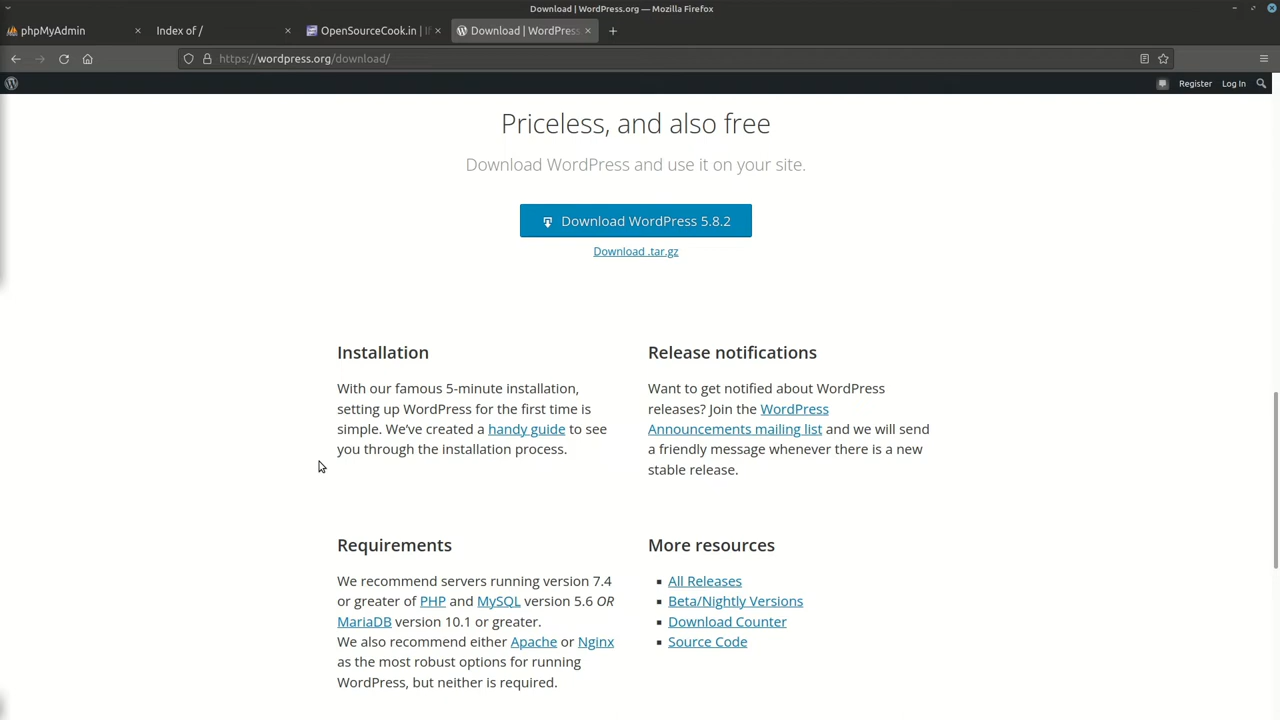 Download | WordPress.org — Mozilla Firefox
phpMyAdmin
Index of /
OpenSourceCook.in |
Download | WordPress
https://wordpress.org/download/
Register
Log In
Priceless, and also free
Download WordPress and use it on your site.
Download WordPress 5.8.2
Download .tar.gz
Installation
With our famous 5-minute installation,
setting up WordPress for the first time is
simple. We’ve created a handy guide to see
you through the installation process.
Release notifications
Want to get notified about WordPress
releases? Join the WordPress
Announcements mailing list and we will send
a friendly message whenever there is a new
stable release.
Requirements
We recommend servers running version 7.4
or greater of PHP and MySQL version 5.6 OR
MariaDB version 10.1 or greater.
We also recommend either Apache or Nginx
as the most robust options for running
WordPress, but neither is required.
More resources
▪ All Releases
▪ Beta/Nightly Versions
▪ Download Counter
▪ Source Code